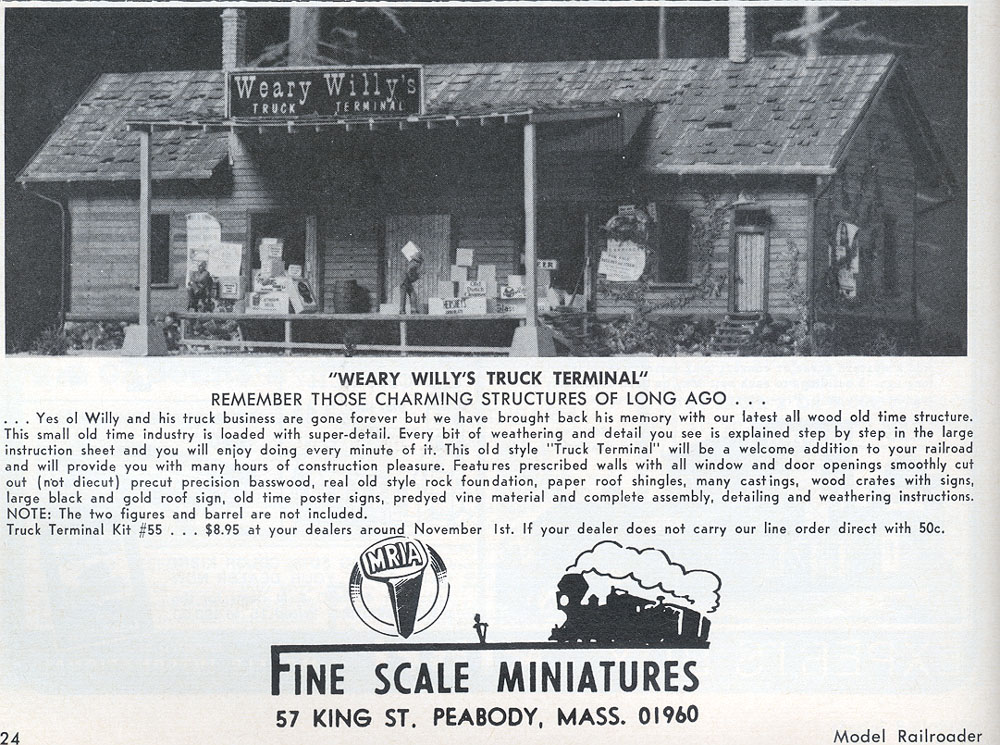 Weary Willy's
TRUCK TERMINAL
"WEARY WILLY'S TRUCK TERMINAL"
REMEMBER THOSE CHARMING STRUCTURES OF LONG AGO . . .
. . . Yes ol Willy and his truck business are gone forever but we have brought back his memory with our latest all wood old time structure.
This small old time industry is loaded with super-detail. Every bit of weathering and detail you see is explained step by step in the large
instruction sheet and you will enjoy doing every minute of it. This old style "Truck Terminal" will be a welcome addition to your railroad
and will provide you with many hours of construction pleasure. Features prescribed walls with all window and door openings smoothly cut
out (not diecut) precut precision basswood, real old style rock foundation, paper roof shingles, many castings, wood crates with signs,
large black and gold roof sign, old time poster signs, predyed vine material and complete assembly, detailing and weathering instructions.
NOTE: The two figures and barrel are not included.
Truck Terminal Kit #55 . . . $8.95 at your dealers around November 1st. If your dealer does not carry our line order direct with 50c.
MRIA
FINE SCALE MINIATURES
57 KING ST. PEABODY, MASS. 01960
24
Model Railroader